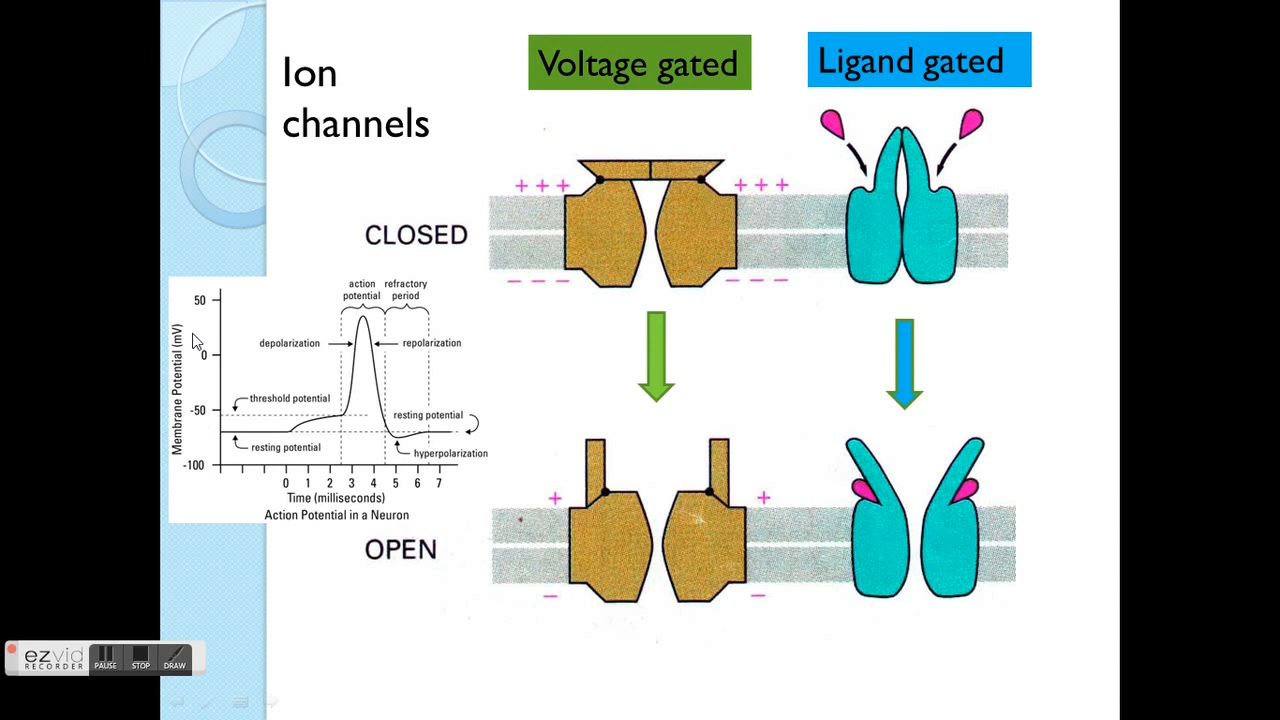 Ion
channels
Voltage gated
Ligand gated
+ + +
+ + +
CLOSED
− − −
− − −
action
potential
refractory
period
50
0
-50
-100
Membrane Potential (mV)
depolarization
repolarization
threshold potential
resting potential
resting potential
hyperpolarization
0 1 2 3 4 5 6 7
Time (milliseconds)
Action Potential in a Neuron
+
+
OPEN
−
−
ezvid
RECORDER
PAUSE
STOP
DRAW